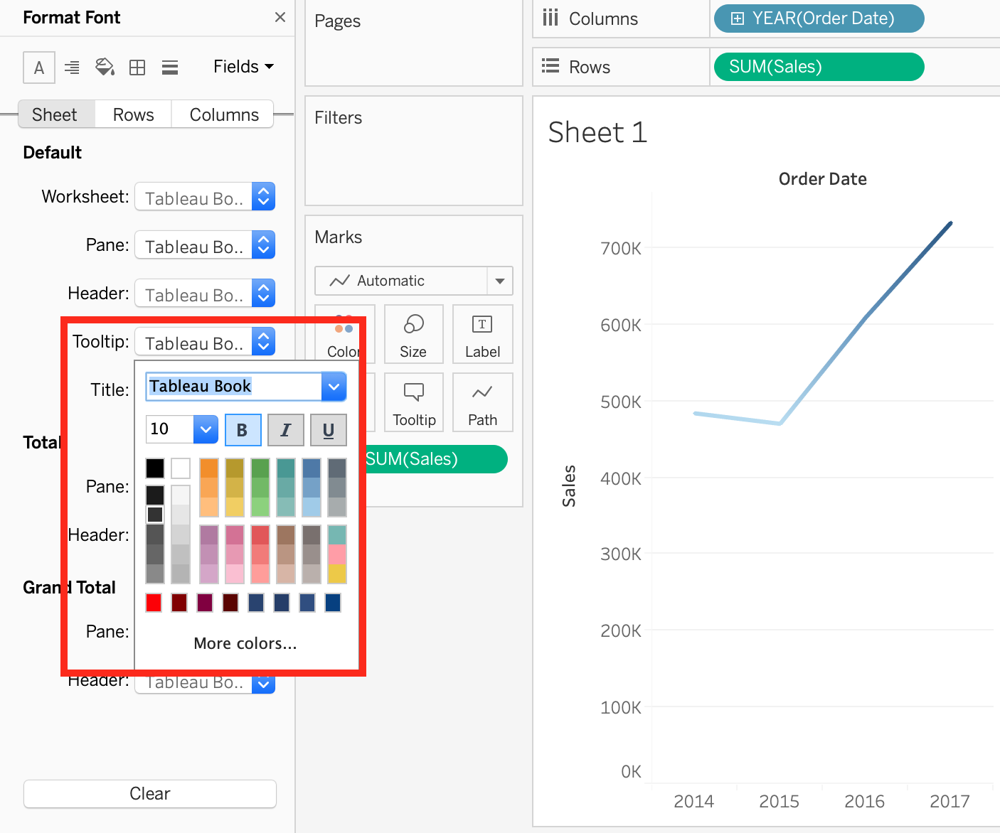 Format Font
A
Fields
Sheet
Rows
Columns
Default
Worksheet:
Tableau Bo..
Pane:
Tableau Bo..
Header:
Tableau Bo..
Tooltip:
Tableau Bo..
Title:
Tableau Book
10
B
I
U
Total
Pane:
Header:
Grand Total
Pane:
More colors...
Header:
Tableau Bo..
Clear
Pages
Filters
Marks
Automatic
Color
Size
T
Label
Tooltip
Path
SUM(Sales)
Columns
YEAR(Order Date)
Rows
SUM(Sales)
Sheet 1
Order Date
Sales
700K
600K
500K
400K
300K
200K
100K
0K
2014
2015
2016
2017